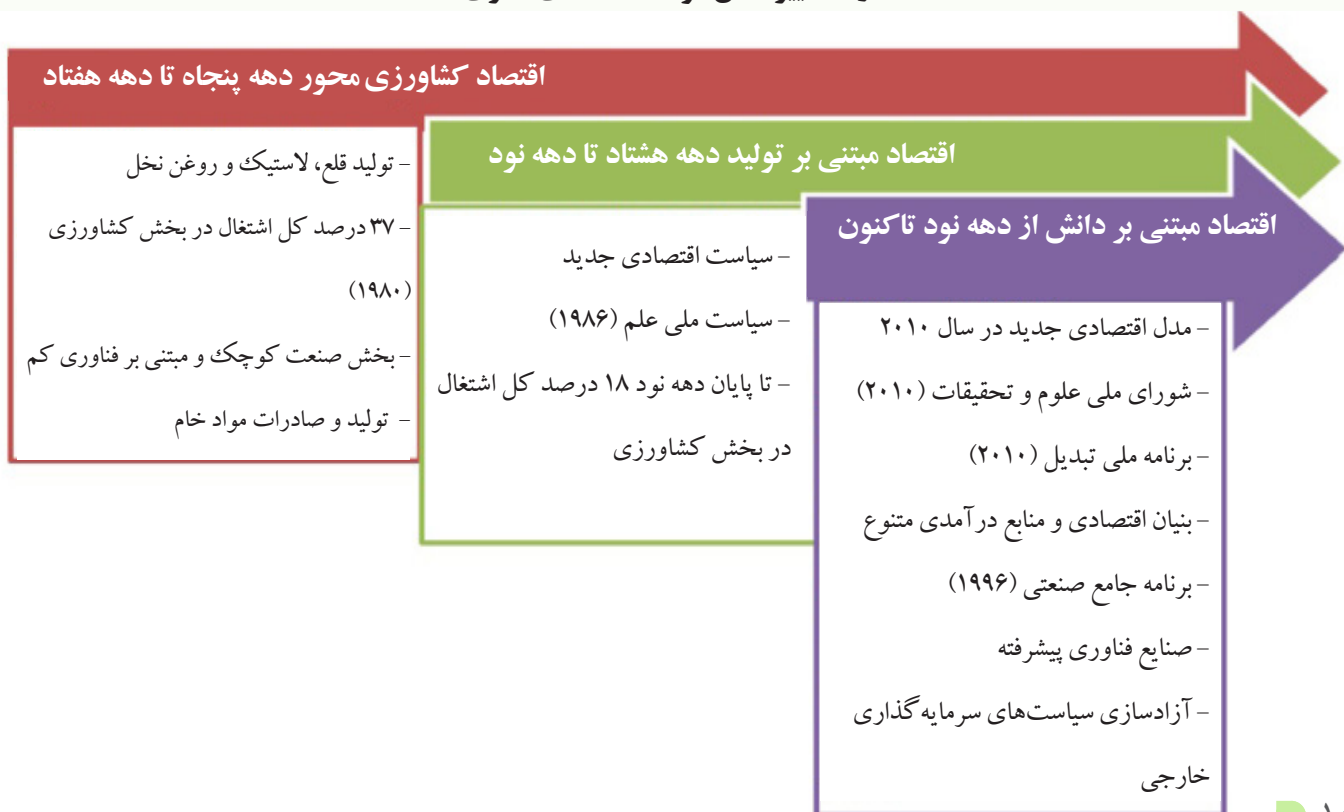 اقتصاد کشاورزی محور دهه پنجاه تا دهه هفتاد
- تولید قلع، لاستیک و روغن نخل
- ۳۷ درصد کل اشتغال در بخش کشاورزی
(۱۹۸۰)
- بخش صنعت کوچک و مبتنی بر فناوری کم
- تولید و صادرات مواد خام
اقتصاد مبتنی بر تولید دهه هشتاد تا دهه نود
- سیاست اقتصادی جدید
- سیاست ملی علم (۱۹۸۶)
- تا پایان دهه نود ۱۸ درصد کل اشتغال
در بخش کشاورزی
اقتصاد مبتنی بر دانش از دهه نود تاکنون
- مدل اقتصادی جدید در سال ۲۰۱۰
- شورای ملی علوم و تحقیقات (۲۰۱۰)
- برنامه ملی تبدیل (۲۰۱۰)
- بنیان اقتصادی و منابع درآمدی متنوع
- برنامه جامع صنعتی (۱۹۹۶)
- صنایع فناوری پیشرفته
- آزادسازی سیاست‌های سرمایه‌گذاری
خارجی